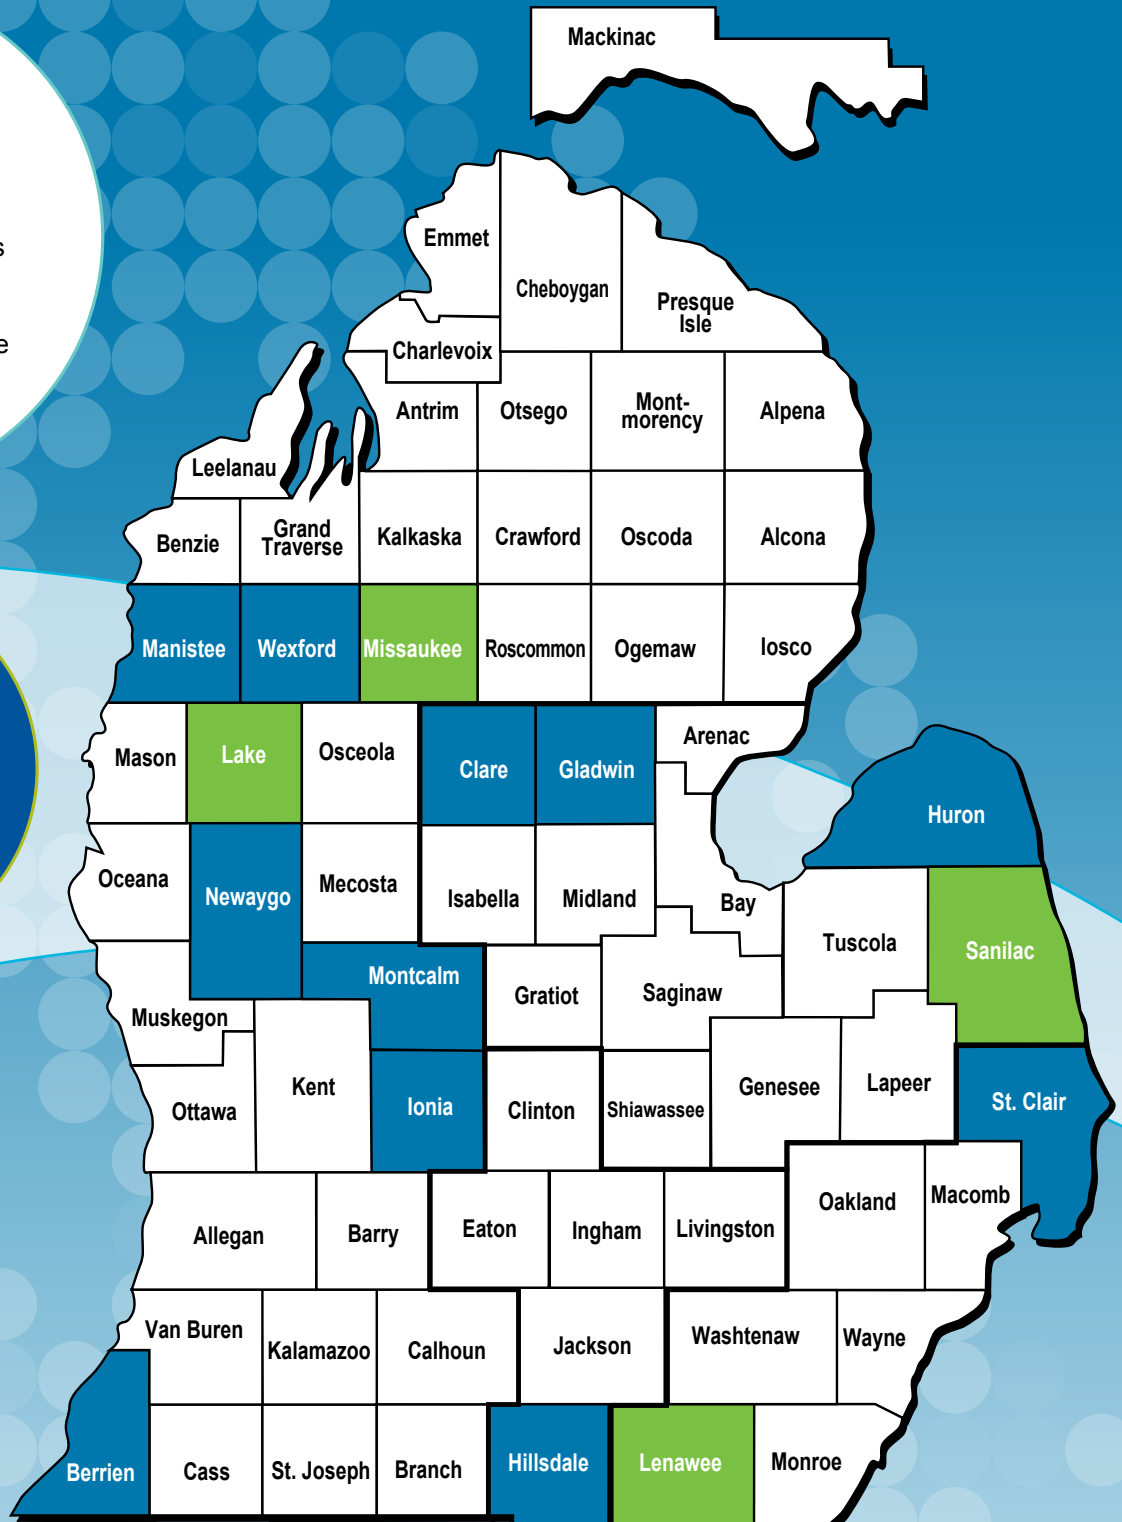 Mackinac
s
e
Emmet
Cheboygan
Presque
Isle
Charlevoix
Antrim
Otsego
Mont-
morency
Alpena
Leelanau
Benzie
Grand
Traverse
Kalkaska
Crawford
Oscoda
Alcona
Manistee
Wexford
Missaukee
Roscommon
Ogemaw
Iosco
Mason
Lake
Osceola
Clare
Gladwin
Arenac
Huron
Oceana
Newaygo
Mecosta
Isabella
Midland
Bay
Tuscola
Sanilac
Montcalm
Gratiot
Saginaw
Muskegon
Ottawa
Kent
Ionia
Clinton
Shiawassee
Genesee
Lapeer
St. Clair
Allegan
Barry
Eaton
Ingham
Livingston
Oakland
Macomb
Van Buren
Kalamazoo
Calhoun
Jackson
Washtenaw
Wayne
Berrien
Cass
St. Joseph
Branch
Hillsdale
Lenawee
Monroe